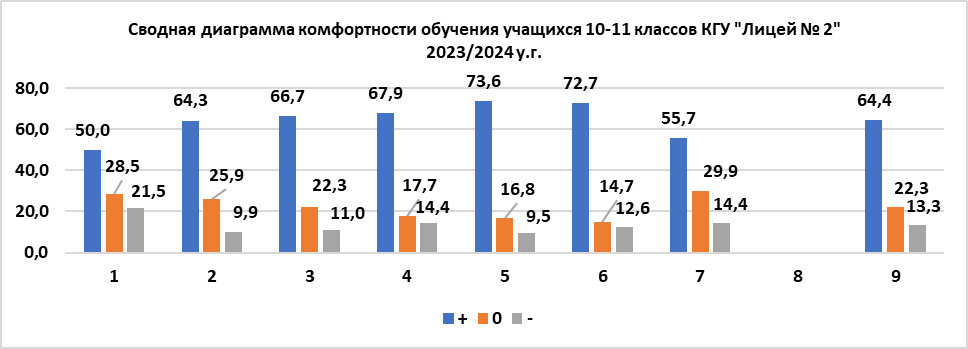 Сводная диаграмма комфортности обучения учащихся 10-11 классов КГУ "Лицей № 2"
2023/2024 у.г.
80,0
60,0
40,0
20,0
0,0
50,0 28,5 21,5
64,3 25,9 9,9
66,7 22,3 11,0
67,9 17,7 14,4
73,6 16,8 9,5
72,7 14,7 12,6
55,7 29,9 14,4
64,4 22,3 13,3
1 2 3 4 5 6 7 8 9
+ 0 -